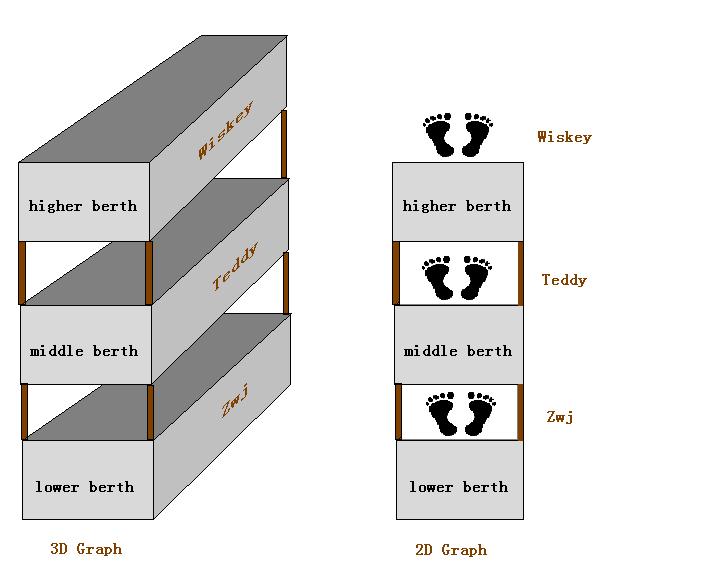 Wiskey
higher berth
Teddy
middle berth
Zwj
lower berth
3D Graph
Wiskey
higher berth
Teddy
middle berth
Zwj
lower berth
2D Graph